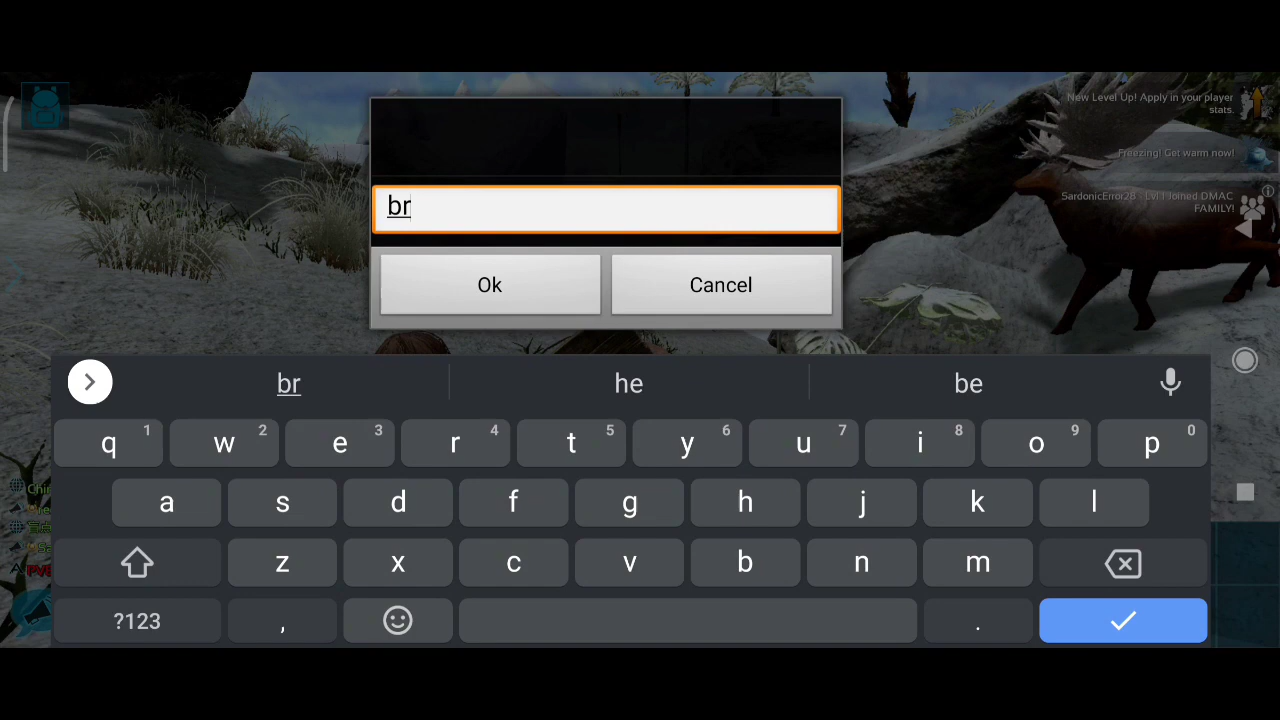 New Level Up! Apply in your player
stats.
Freezing! Get warm now!
SardonicError28 - Lvl 1 Joined DMAC
FAMILY!
br
Ok
Cancel
br he be
q 1 w 2 e 3 r 4 t 5 y 6 u 7 i 8 o 9 p 0
a s d f g h j k l
z x c v b n m
?123 , .